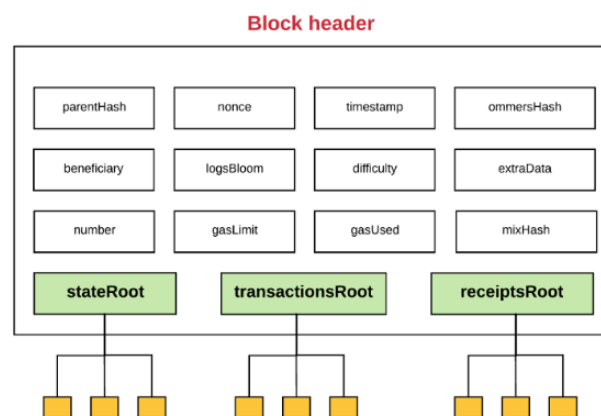 Block header
parentHash nonce timestamp ommersHash
beneficiary logsBloom difficulty extraData
number gasLimit gasUsed mixHash
stateRoot transactionsRoot receiptsRoot